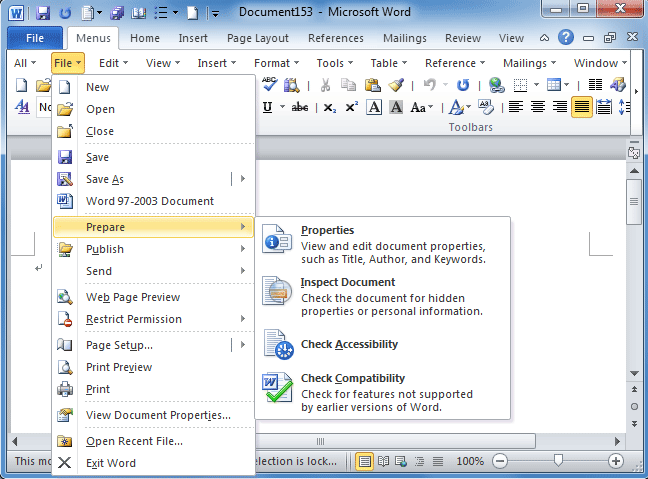 Document153 - Microsoft Word
File Menus Home Insert Page Layout References Mailings Review View
All File Edit View Insert Format Tools Table Reference Mailings Window
New
Open
Close
Save
Save As
Word 97-2003 Document
Prepare
Publish
Send
Web Page Preview
Restrict Permission
Page Setup...
Print Preview
Print
View Document Properties...
Open Recent File...
Exit Word
No
U abc x₂ x² A A Aa A
Toolbars
Properties
View and edit document properties,
such as Title, Author, and Keywords.
Inspect Document
Check the document for hidden
properties or personal information.
Check Accessibility
Check Compatibility
Check for features not supported
by earlier versions of Word.
This mo
election is lock... 100%